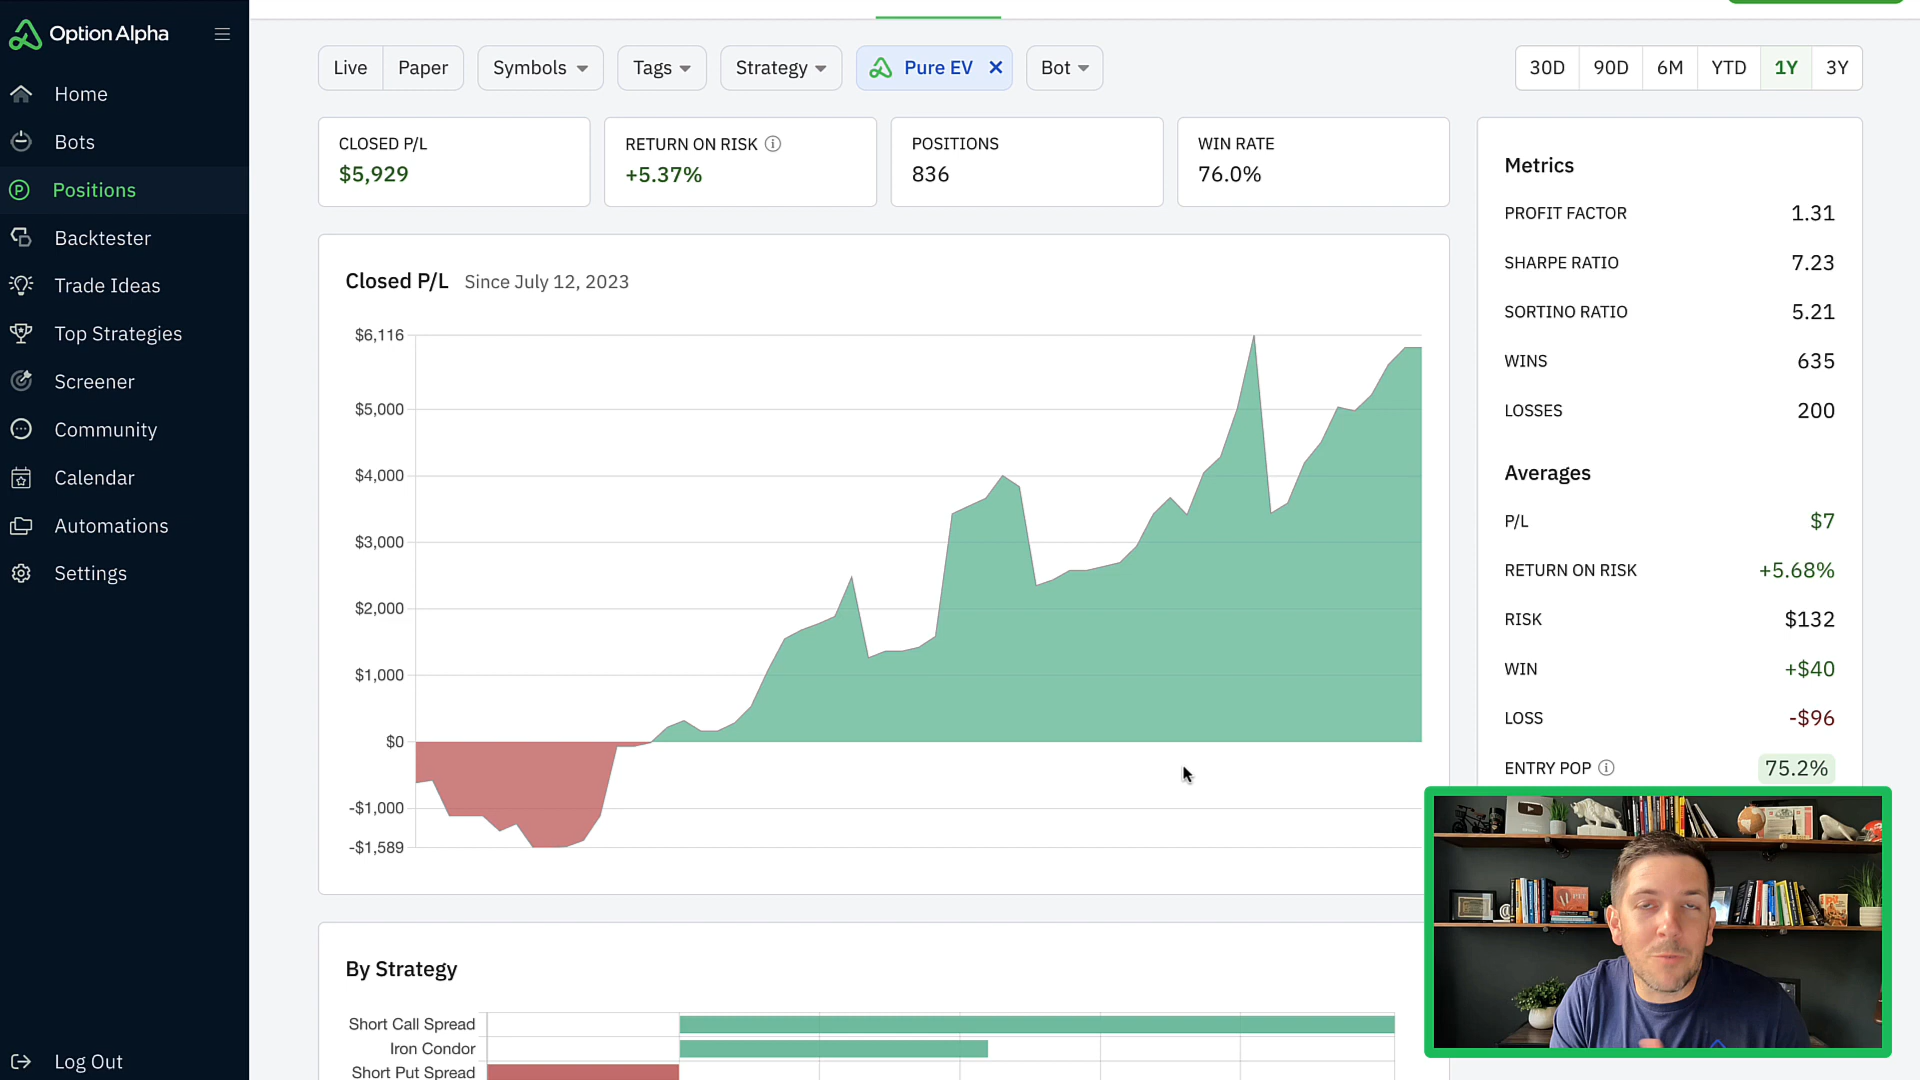 Option Alpha
Home
Bots
Positions
Backtester
Trade Ideas
Top Strategies
Screener
Community
Calendar
Automations
Settings
Log Out
Live
Paper
Symbols
Tags
Strategy
Pure EV
Bot
30D
90D
6M
YTD
1Y
3Y
CLOSED P/L
$5,929
RETURN ON RISK
+5.37%
POSITIONS
836
WIN RATE
76.0%
Closed P/L Since July 12, 2023
$6,116
$5,000
$4,000
$3,000
$2,000
$1,000
$0
-$1,000
-$1,589
By Strategy
Short Call Spread
Iron Condor
Short Put Spread
Metrics
PROFIT FACTOR 1.31
SHARPE RATIO 7.23
SORTINO RATIO 5.21
WINS 635
LOSSES 200
Averages
P/L $7
RETURN ON RISK +5.68%
RISK $132
WIN +$40
LOSS -$96
ENTRY POP 75.2%